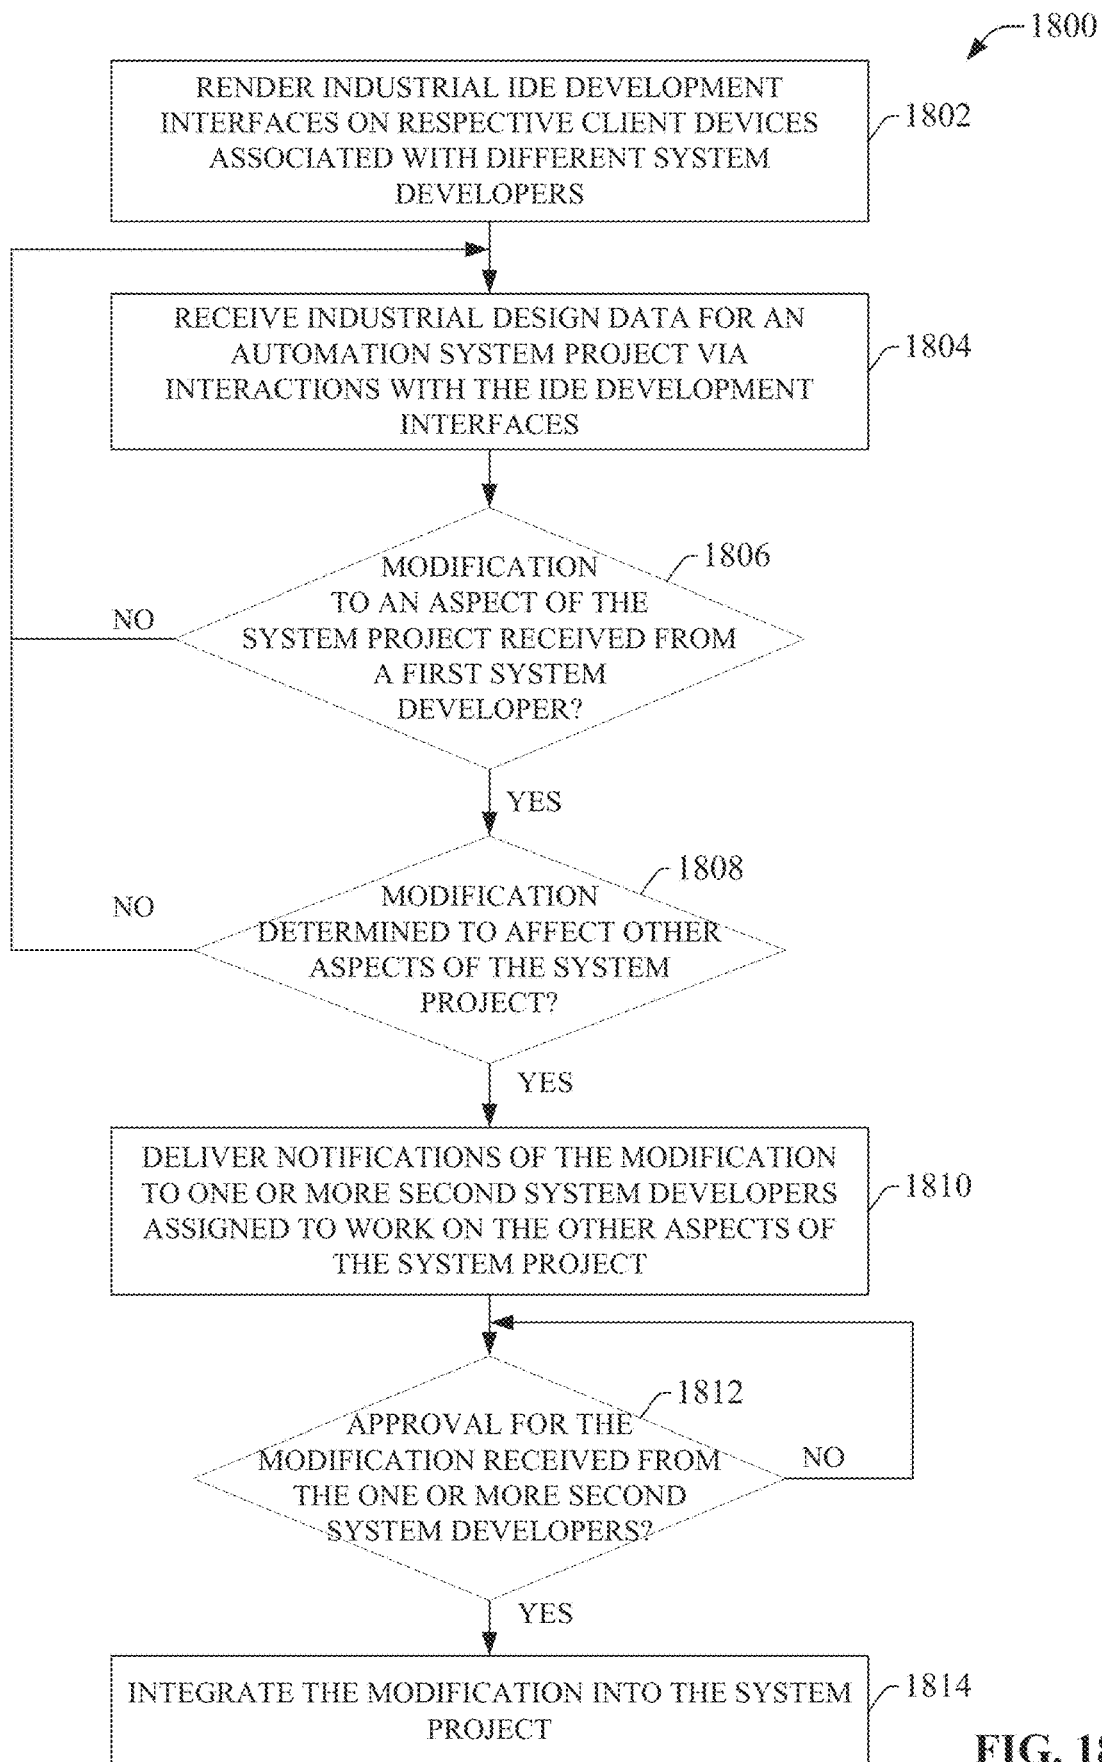 1800
RENDER INDUSTRIAL IDE DEVELOPMENT
INTERFACES ON RESPECTIVE CLIENT DEVICES
ASSOCIATED WITH DIFFERENT SYSTEM
DEVELOPERS
1802
RECEIVE INDUSTRIAL DESIGN DATA FOR AN
AUTOMATION SYSTEM PROJECT VIA
INTERACTIONS WITH THE IDE DEVELOPMENT
INTERFACES
1804
MODIFICATION
TO AN ASPECT OF THE
SYSTEM PROJECT RECEIVED FROM
A FIRST SYSTEM
DEVELOPER?
1806
NO
YES
MODIFICATION
DETERMINED TO AFFECT OTHER
ASPECTS OF THE SYSTEM
PROJECT?
1808
NO
YES
DELIVER NOTIFICATIONS OF THE MODIFICATION
TO ONE OR MORE SECOND SYSTEM DEVELOPERS
ASSIGNED TO WORK ON THE OTHER ASPECTS OF
THE SYSTEM PROJECT
1810
APPROVAL FOR THE
MODIFICATION RECEIVED FROM
THE ONE OR MORE SECOND
SYSTEM DEVELOPERS?
1812
NO
YES
INTEGRATE THE MODIFICATION INTO THE SYSTEM
PROJECT
1814
FIG. 18